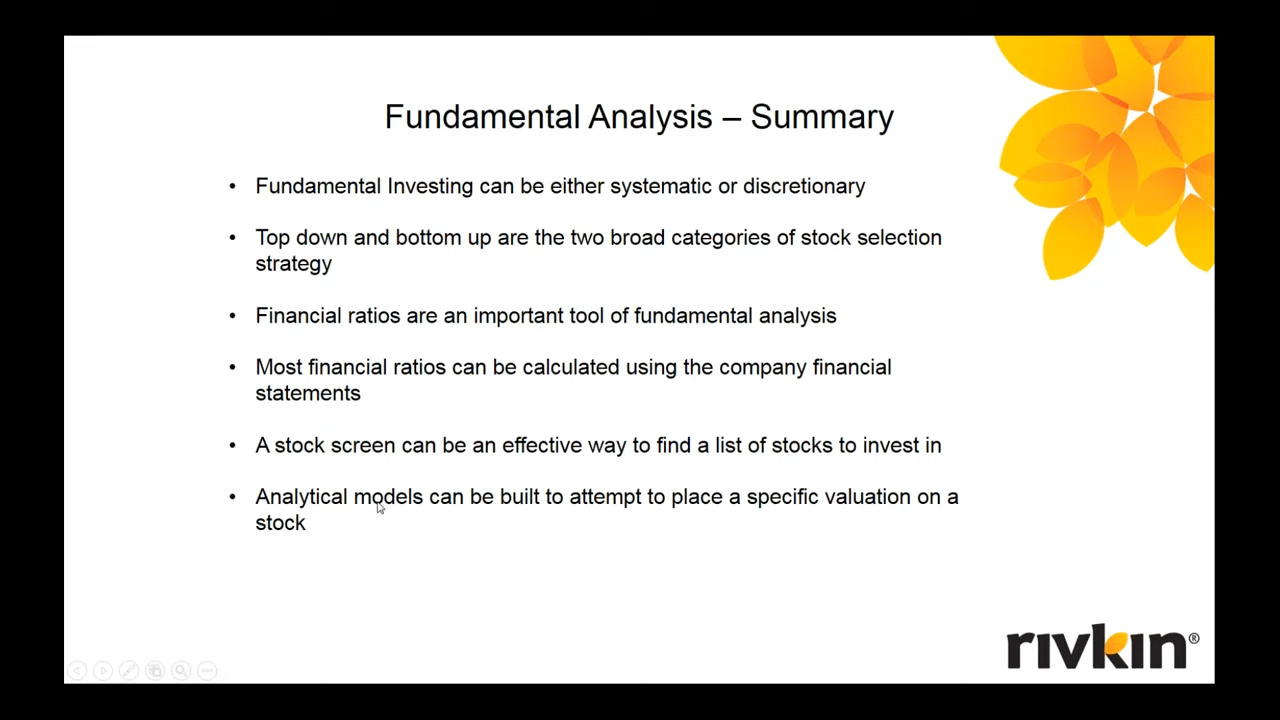 Fundamental Analysis – Summary
• Fundamental Investing can be either systematic or discretionary
• Top down and bottom up are the two broad categories of stock selection
strategy
• Financial ratios are an important tool of fundamental analysis
• Most financial ratios can be calculated using the company financial
statements
• A stock screen can be an effective way to find a list of stocks to invest in
• Analytical models can be built to attempt to place a specific valuation on a
stock
rivkin®